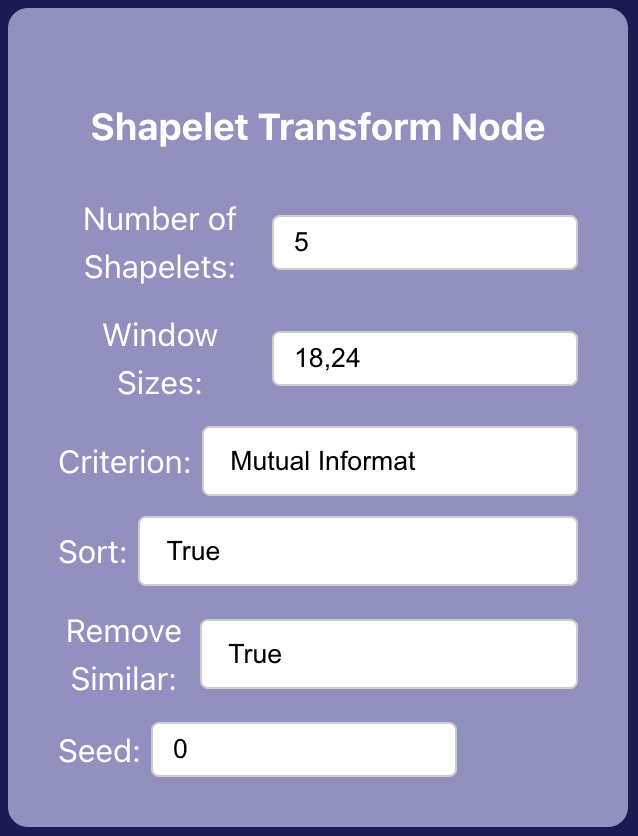 Shapelet Transform Node
Number of
Shapelets:
5
Window
Sizes:
18,24
Criterion: Mutual Informat
Sort: True
Remove
Similar:
True
Seed: 0